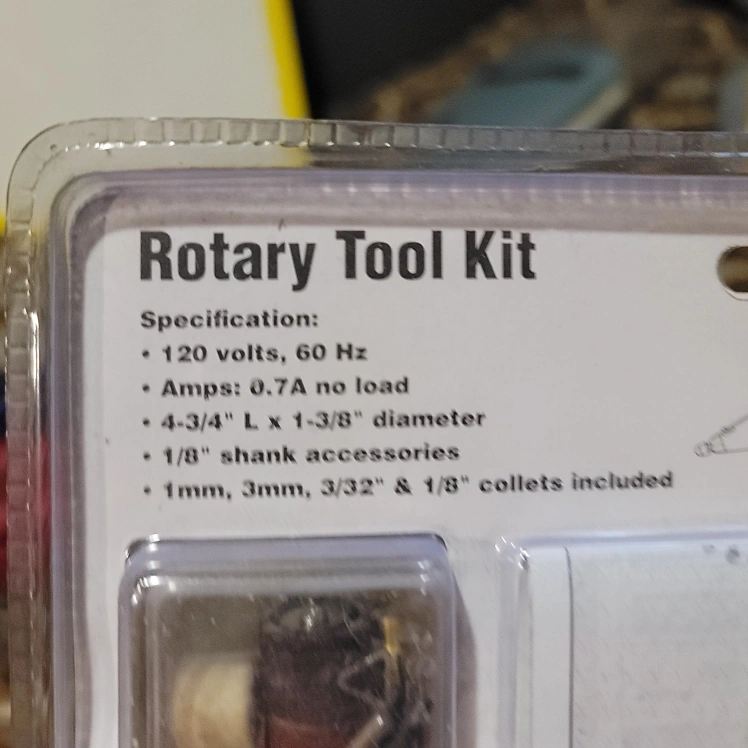 Rotary Tool Kit
Specification:
• 120 volts, 60 Hz
• Amps: 0.7A no load
• 4-3/4" L x 1-3/8" diameter
• 1/8" shank accessories
• 1mm, 3mm, 3/32" & 1/8" collets included